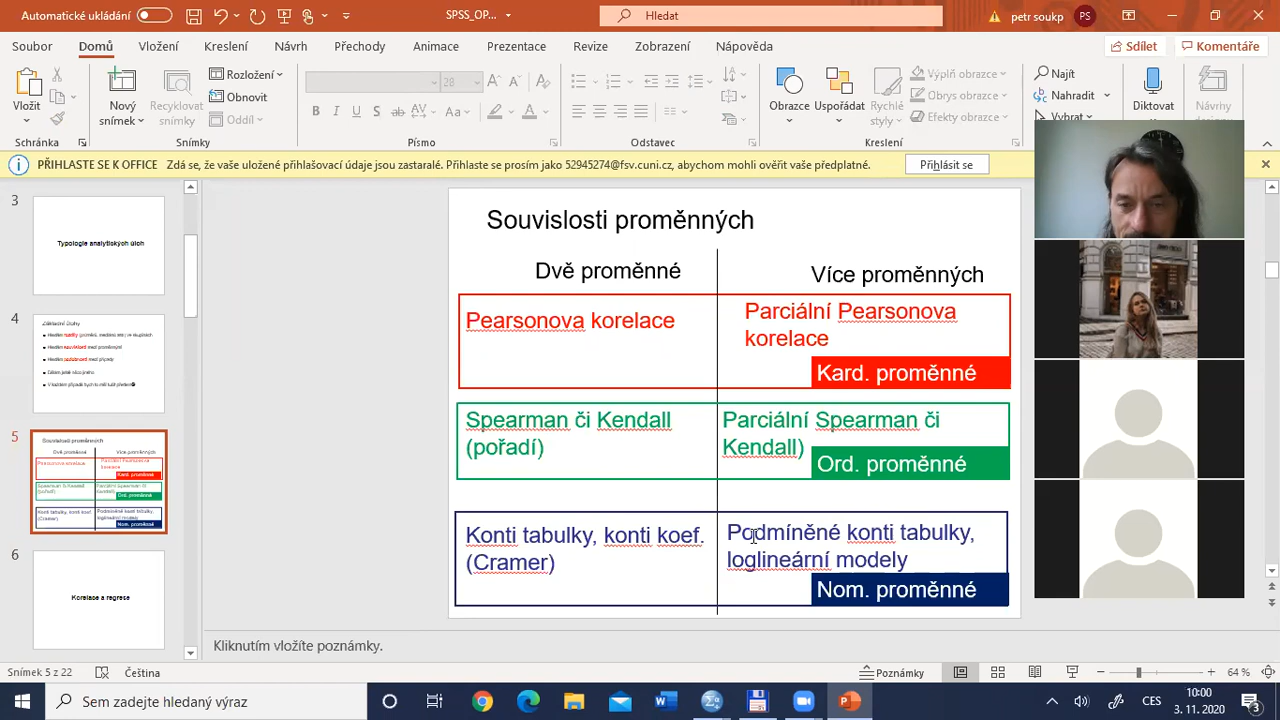 Automatické ukládání
SPSS_OP...
Hledat
petr soukp
PS
Soubor
Domů
Vložení
Kreslení
Návrh
Přechody
Animace
Prezentace
Revize
Zobrazení
Nápověda
Sdílet
Komentáře
Vložit
Nový
snímek
Recyklovat
snímky
Rozložení
Obnovit
Oddíl
28
Obrazce
Uspořádat
Rychlé
styly
Výplň obrazce
Obrys obrazce
Efekty obrazce
Najít
Nahradit
Vybrat
Diktovat
Návrhy
Schránka
Snímky
Písmo
Odstavec
Kreslení
PŘIHLASTE SE K OFFICE Zdá se, že vaše uložené přihlašovací údaje jsou zastaralé. Přihlaste se prosím jako 52945274@fsv.cuni.cz, abychom mohli ověřit vaše předplatné.
Přihlásit se
3
Typologie analytických úloh
4
5
6
Korelace a regrese
Souvislosti proměnných
Dvě proměnné
Více proměnných
Pearsonova korelace
Parciální Pearsonova
korelace
Kard. proměnné
Spearman či Kendall
(pořadí)
Parciální Spearman či
Kendall)
Ord. proměnné
Konti tabulky, konti koef.
(Cramer)
Podmíněné konti tabulky,
loglineární modely
Nom. proměnné
Kliknutím vložíte poznámky.
Snímek 5 z 22
Čeština
Poznámky
64 %
Sem zadejte hledaný výraz
CES
10:00
3. 11. 2020
3